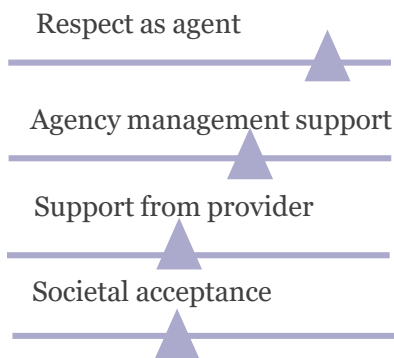 Respect as agent
Agency management support
Support from provider
Societal acceptance